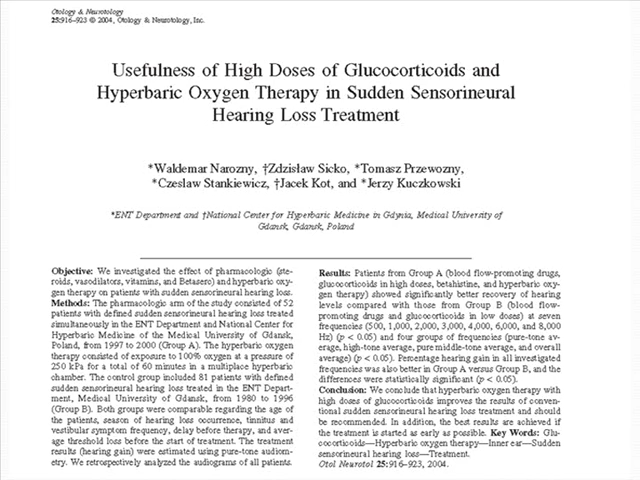 Otology & Neurotology
25:916–923 © 2004, Otology & Neurotology, Inc.
Usefulness of High Doses of Glucocorticoids and
Hyperbaric Oxygen Therapy in Sudden Sensorineural
Hearing Loss Treatment
*Waldemar Narozny, †Zdzisław Sicko, *Tomasz Przewozny,
*Czeslaw Stankiewicz, †Jacek Kot, and *Jerzy Kuczkowski
*ENT Department and †National Center for Hyperbaric Medicine in Gdynia, Medical University of
Gdansk, Gdansk, Poland
Objective: We investigated the effect of pharmacologic (ste-
roids, vasodilators, vitamins, and Betaserc) and hyperbaric oxy-
gen therapy on patients with sudden sensorineural hearing loss.
Methods: The pharmacologic arm of the study consisted of 52
patients with defined sudden sensorineural hearing loss treated
simultaneously in the ENT Department and National Center for
Hyperbaric Medicine of the Medical University of Gdansk,
Poland, from 1997 to 2000 (Group A). The hyperbaric oxygen
therapy consisted of exposure to 100% oxygen at a pressure of
250 kPa for a total of 60 minutes in a multiplace hyperbaric
chamber. The control group included 81 patients with defined
sudden sensorineural hearing loss treated in the ENT Depart-
ment, Medical University of Gdansk, from 1980 to 1996
(Group B). Both groups were comparable regarding the age of
the patients, season of hearing loss occurrence, tinnitus and
vestibular symptom frequency, delay before therapy, and av-
erage threshold loss before the start of treatment. The treatment
results (hearing gain) were estimated using pure-tone audiom-
etry. We retrospectively analyzed the audiograms of all patients.
Results: Patients from Group A (blood flow-promoting drugs,
glucocorticoids in high doses, betahistine, and hyperbaric oxy-
gen therapy) showed significantly better recovery of hearing
levels compared with those from Group B (blood flow-
promoting drugs and glucocorticoids in low doses) at seven
frequencies (500, 1,000, 2,000, 3,000, 4,000, 6,000, and 8,000
Hz) (p < 0.05) and four groups of frequencies (pure-tone av-
erage, high-tone average, pure middle-tone average, and overall
average) (p < 0.05). Percentage hearing gain in all investigated
frequencies was also better in Group A versus Group B, and the
differences were statistically significant (p < 0.05).
Conclusion: We conclude that hyperbaric oxygen therapy with
high doses of glucocorticoids improves the results of conven-
tional sudden sensorineural hearing loss treatment and should
be recommended. In addition, the best results are achieved if
the treatment is started as early as possible. Key Words: Glu-
cocorticoids—Hyperbaric oxygen therapy—Inner ear—Sudden
sensorineural hearing loss—Treatment.
Otol Neurotol 25:916–923, 2004.